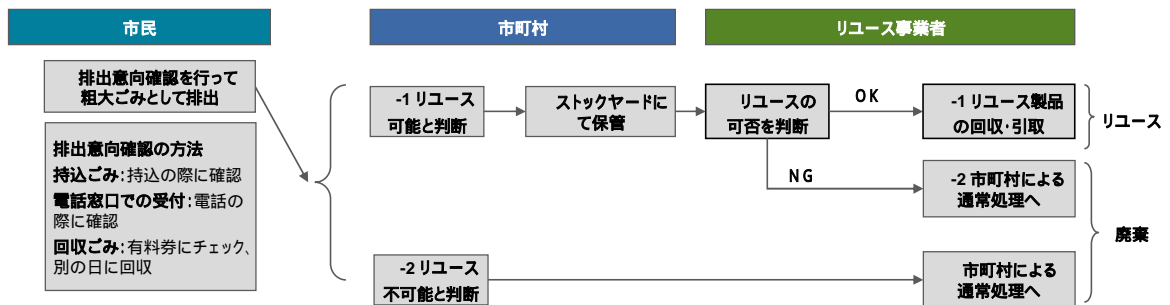 市民
市町村
リユース事業者
排出意向確認を行って
粗大ごみとして排出
排出意向確認の方法
持込ごみ:持込の際に確認
電話窓口での受付:電話の
際に確認
回収ごみ:有料券にチェック、
別の日に回収
-1 リユース
可能と判断
ストックヤードに
て保管
リユースの
可否を判断
OK
-1 リユース製品
の回収・引取
リユース
NG
-2 市町村による
通常処理へ
廃棄
-2 リユース
不可能と判断
市町村による
通常処理へ